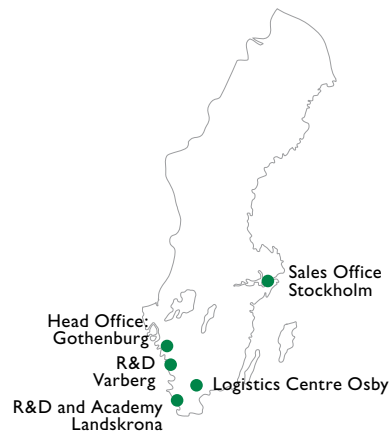 Sales Office
Stockholm
Head Office:
Gothenburg
R&D
Varberg
Logistics Centre Osby
R&D and Academy
Landskrona